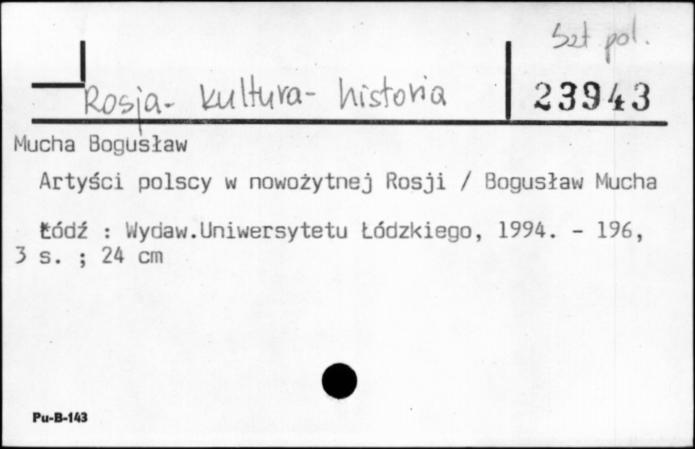 Szt pol.
Rosja - kultura - historia
23943
Mucha Bogusław
Artyści polscy w nowożytnej Rosji / Bogusław Mucha
Łódź : Wydaw.Uniwersytetu Łódzkiego, 1994. - 196,
3 s. ; 24 cm
Pu-B-143